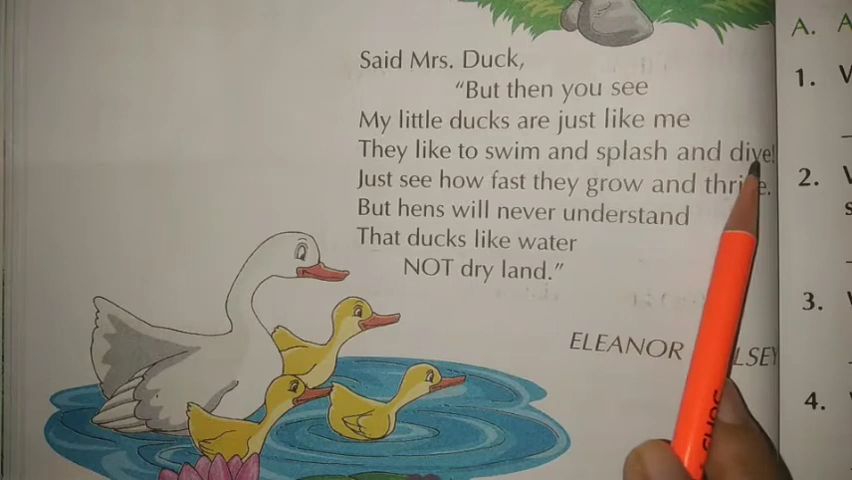 Said Mrs. Duck,
"But then you see
My little ducks are just like me
They like to swim and splash and dive!
Just see how fast they grow and thrive.
But hens will never understand
That ducks like water
NOT dry land."
ELEANOR
A. A
1.
2.
3.
4.